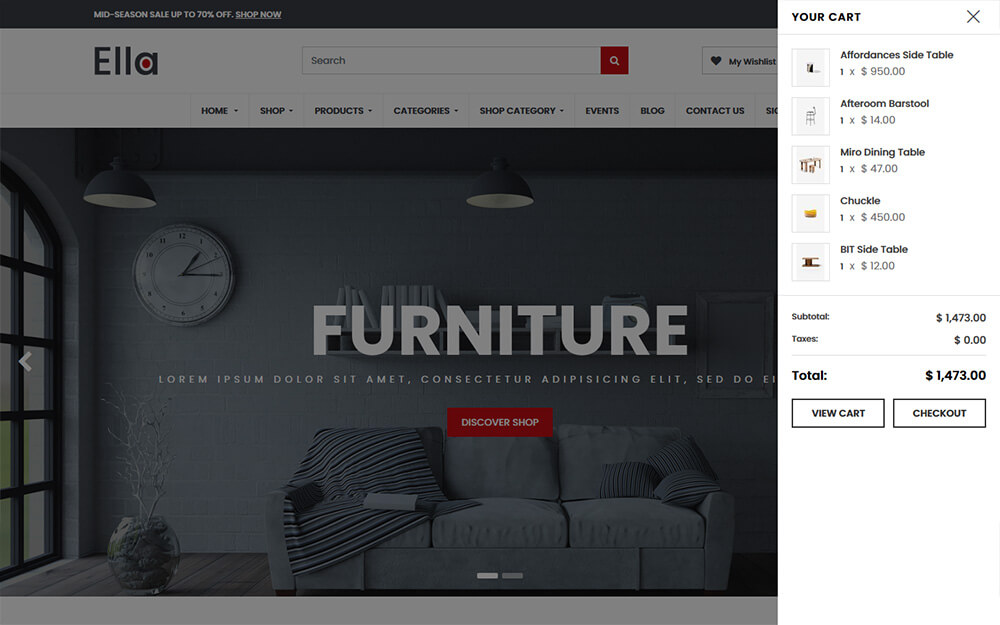 MID-SEASON SALE UP TO 70% OFF. SHOP NOW
Ella
Search
My Wishlist
HOME
SHOP
PRODUCTS
CATEGORIES
SHOP CATEGORY
EVENTS
BLOG
CONTACT US
FURNITURE
LOREM IPSUM DOLOR SIT AMET, CONSECTETUR ADIPISICING ELIT, SED DO EI
DISCOVER SHOP
YOUR CART
Affordances Side Table
1 x $ 950.00
Afteroom Barstool
1 x $ 14.00
Miro Dining Table
1 x $ 47.00
Chuckle
1 x $ 450.00
BIT Side Table
1 x $ 12.00
Subtotal: $ 1,473.00
Taxes: $ 0.00
Total: $ 1,473.00
VIEW CART
CHECKOUT